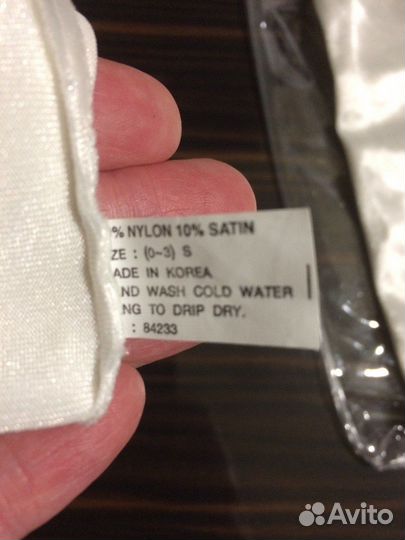 % NYLON 10% SATIN
ZE : (0~3) S
ADE IN KOREA
ND WASH COLD WATER
NG TO DRIP DRY.
: 84233
Avito